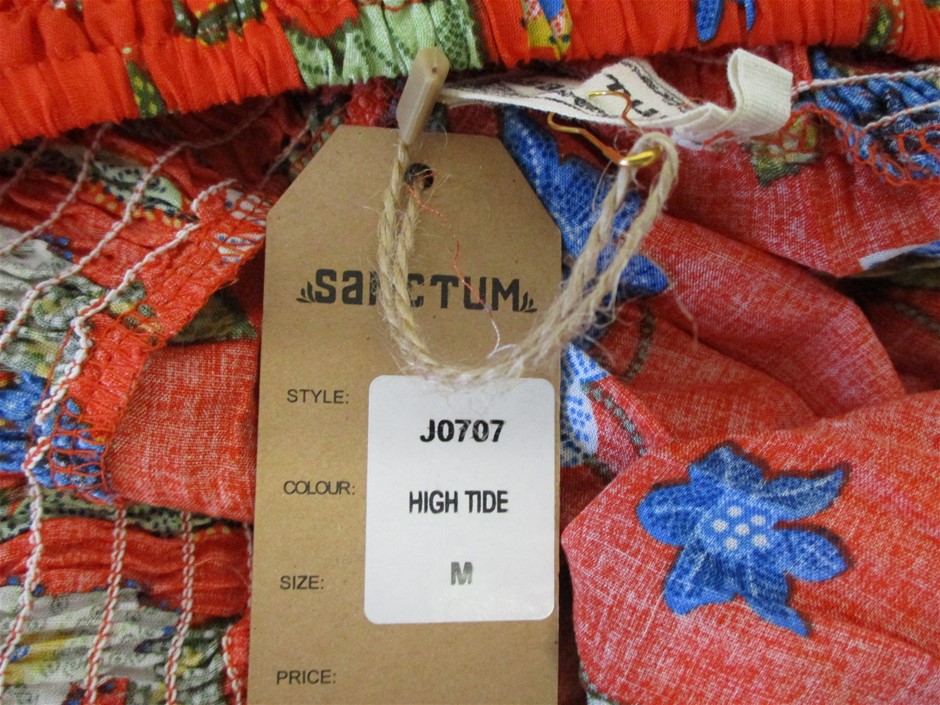 SANCTUM
STYLE:
J0707
COLOUR:
HIGH TIDE
SIZE:
M
PRICE: